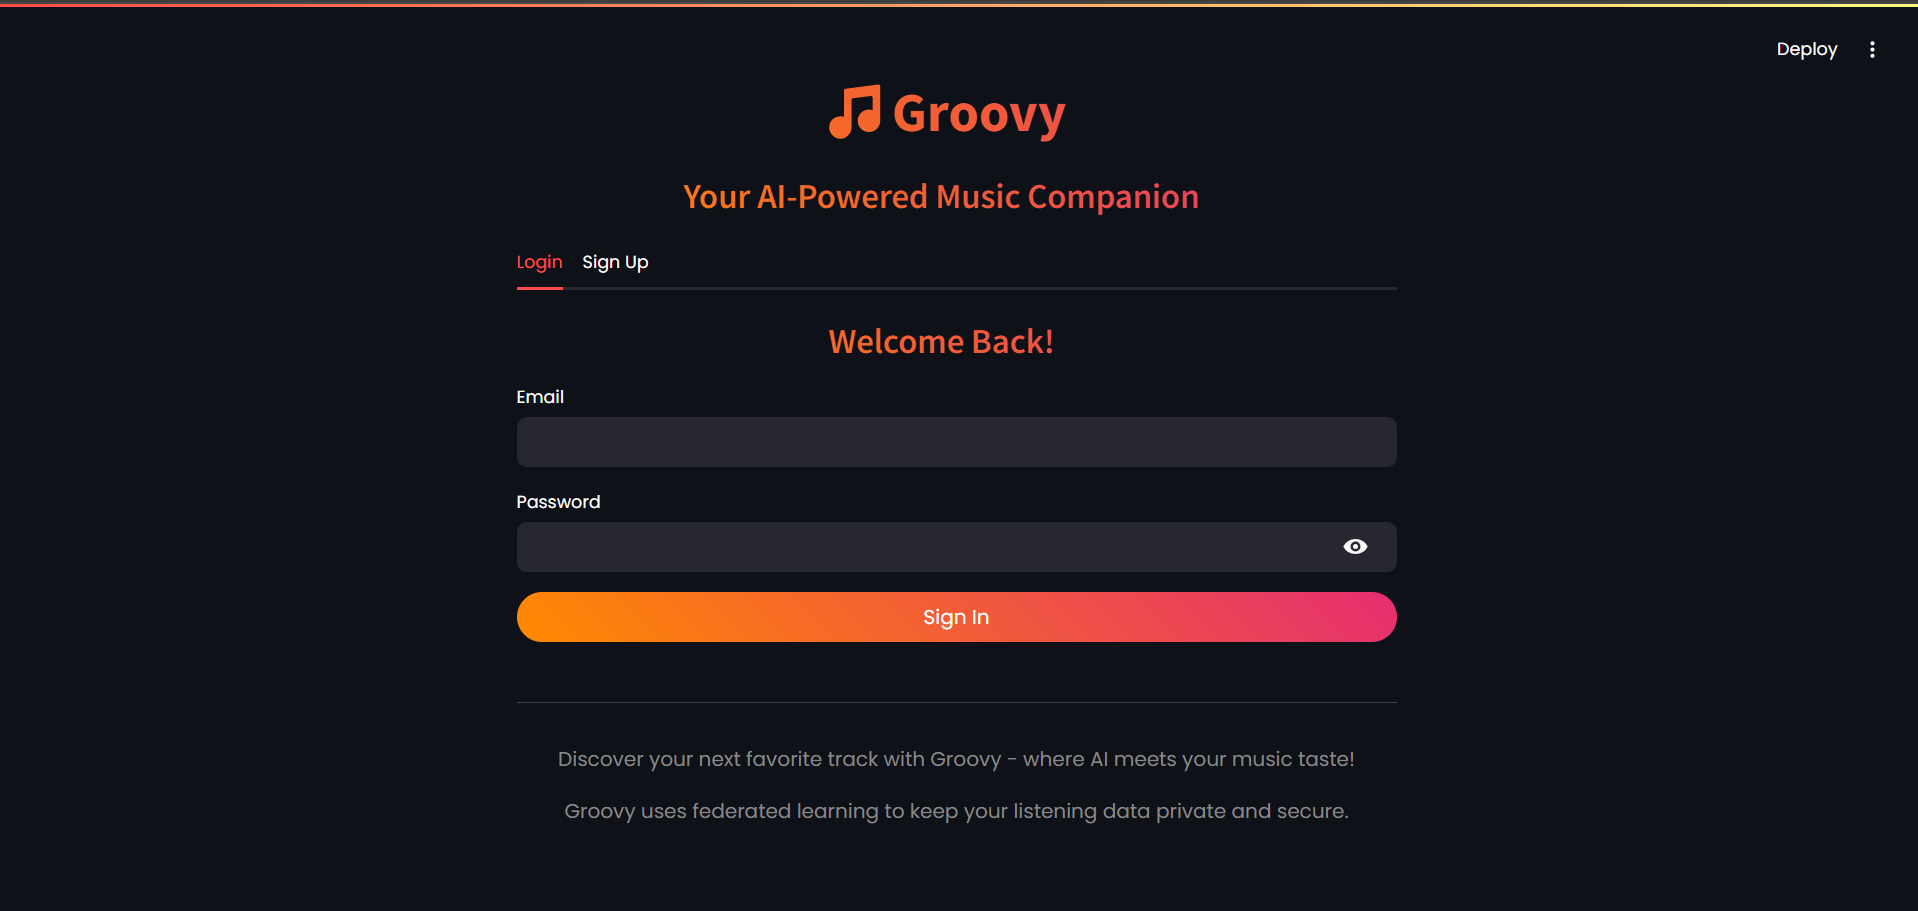 Deploy
Groovy
Your AI-Powered Music Companion
Login Sign Up
Welcome Back!
Email
Password
Sign In
Discover your next favorite track with Groovy - where AI meets your music taste!
Groovy uses federated learning to keep your listening data private and secure.